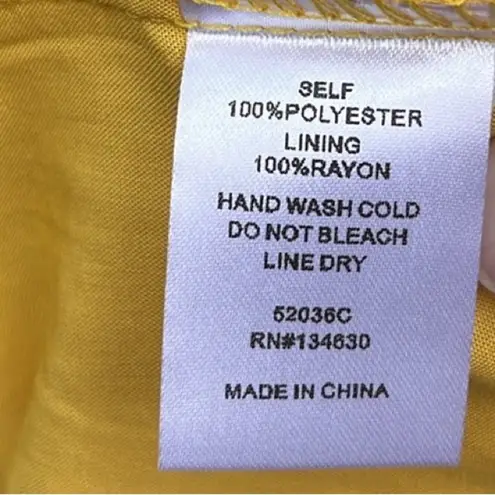 SELF
100%POLYESTER
LINING
100%RAYON
HAND WASH COLD
DO NOT BLEACH
LINE DRY
52036C
RN#134630
MADE IN CHINA